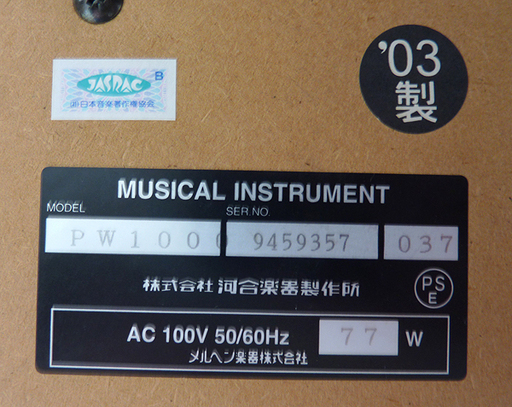 JASRAC B
㈳日本音楽著作権協会
'03
製
MUSICAL INSTRUMENT
MODEL SER.NO.
PW1000 9459357 037
株式会社 河合楽器製作所
PS
E
AC 100V 50/60Hz 77 W
メルヘン楽器株式会社